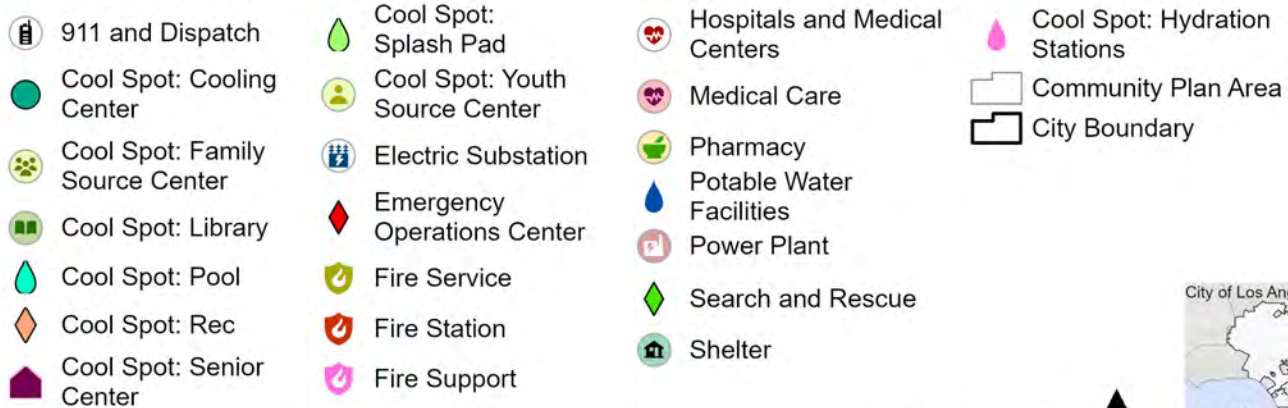 911 and Dispatch
Cool Spot: Cooling
Center
Cool Spot: Family
Source Center
Cool Spot: Library
Cool Spot: Pool
Cool Spot: Rec
Cool Spot: Senior
Center
Cool Spot:
Splash Pad
Cool Spot: Youth
Source Center
Electric Substation
Emergency
Operations Center
Fire Service
Fire Station
Fire Support
Hospitals and Medical
Centers
Medical Care
Pharmacy
Potable Water
Facilities
Power Plant
Search and Rescue
Shelter
Cool Spot: Hydration
Stations
Community Plan Area
City Boundary
City of Los Ang